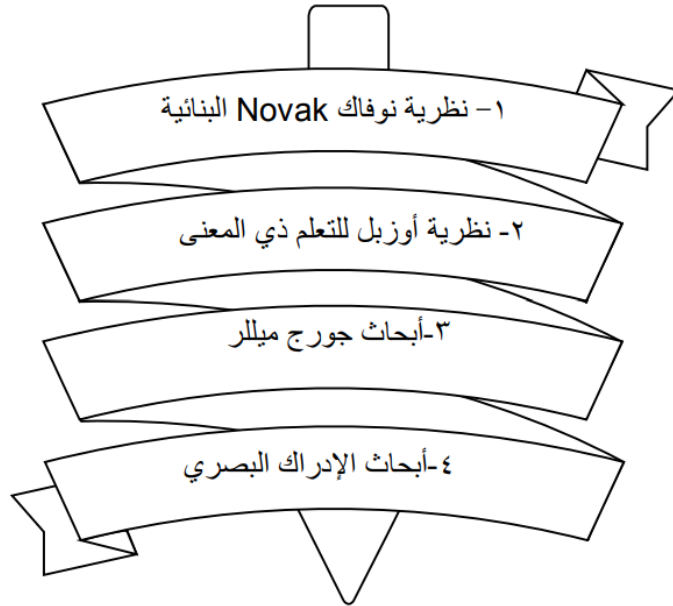 ١– نظرية نوفاك Novak البنائية
٢- نظرية أوزبل للتعلم ذي المعنى
٣-أبحاث جورج ميللر
٤-أبحاث الإدراك البصري